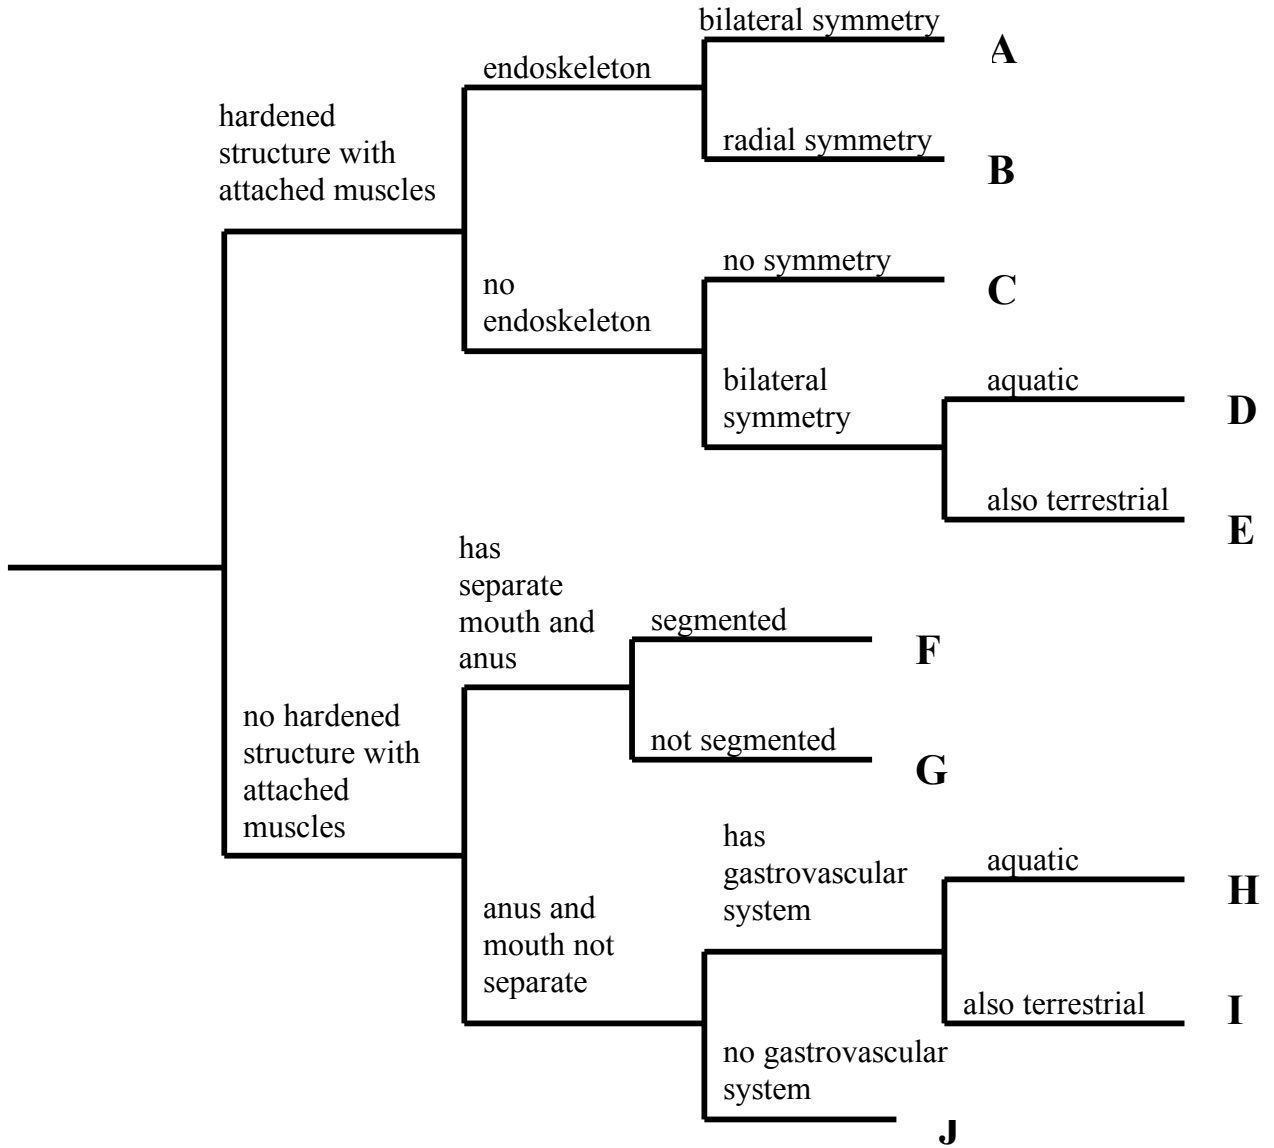 bilateral symmetry
A
endoskeleton
hardened
structure with
attached muscles
radial symmetry
B
no symmetry
C
no
endoskeleton
bilateral
symmetry
aquatic
D
also terrestrial
E
has
separate
mouth and
anus
segmented
F
no hardened
structure with
attached
muscles
not segmented
G
has
gastrovascular
system
aquatic
H
anus and
mouth not
separate
also terrestrial
I
no gastrovascular
system
J